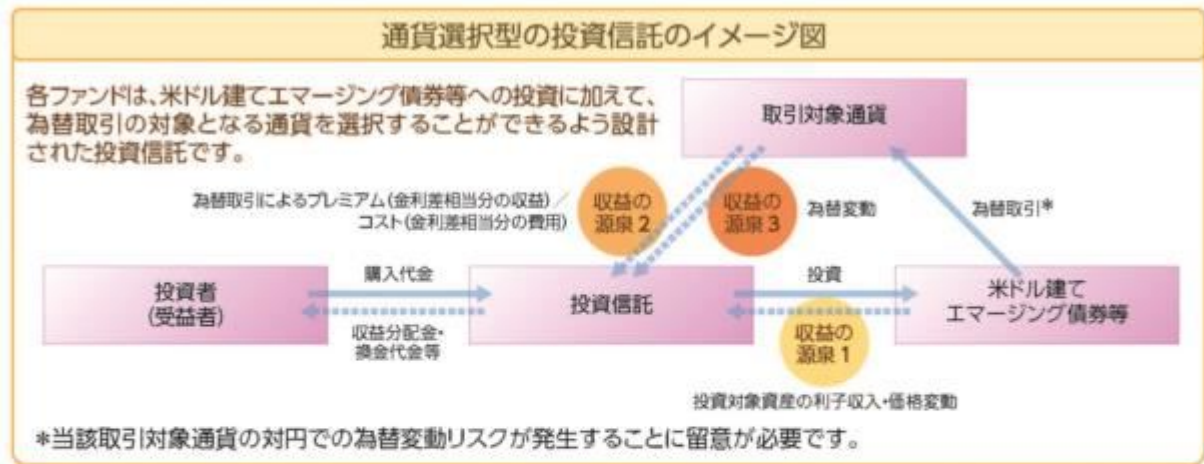 通貨選択型の投資信託のイメージ図
各ファンドは、米ドル建てエマージング債券等への投資に加えて、
為替取引の対象となる通貨を選択することができるよう設計
された投資信託です。
取引対象通貨
為替取引によるプレミアム(金利差相当分の収益)/
コスト(金利差相当分の費用)
収益の
源泉2
収益の
源泉3
為替変動
為替取引*
投資者
(受益者)
購入代金
収益分配金・
換金代金等
投資信託
投資
収益の
源泉1
米ドル建て
エマージング債券等
投資対象資産の利子収入・価格変動
*当該取引対象通貨の対円での為替変動リスクが発生することに留意が必要です。